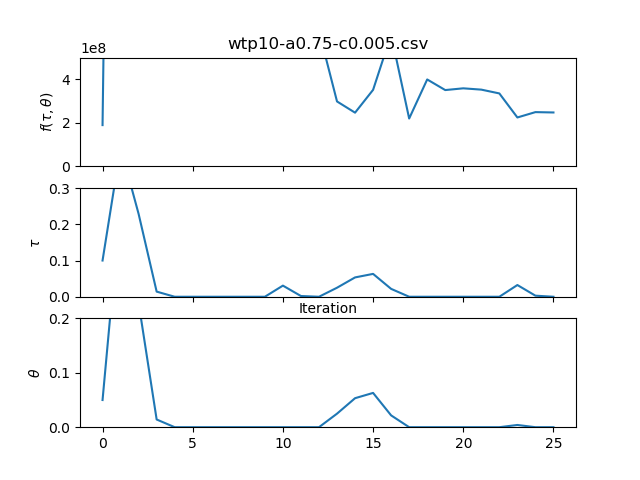 wtp10-a0.75-c0.005.csv
1e8
4
2
0
f(τ, θ)
0.3
0.2
0.1
0.0
τ
Iteration
0.2
0.1
0.0
θ
0 5 10 15 20 25